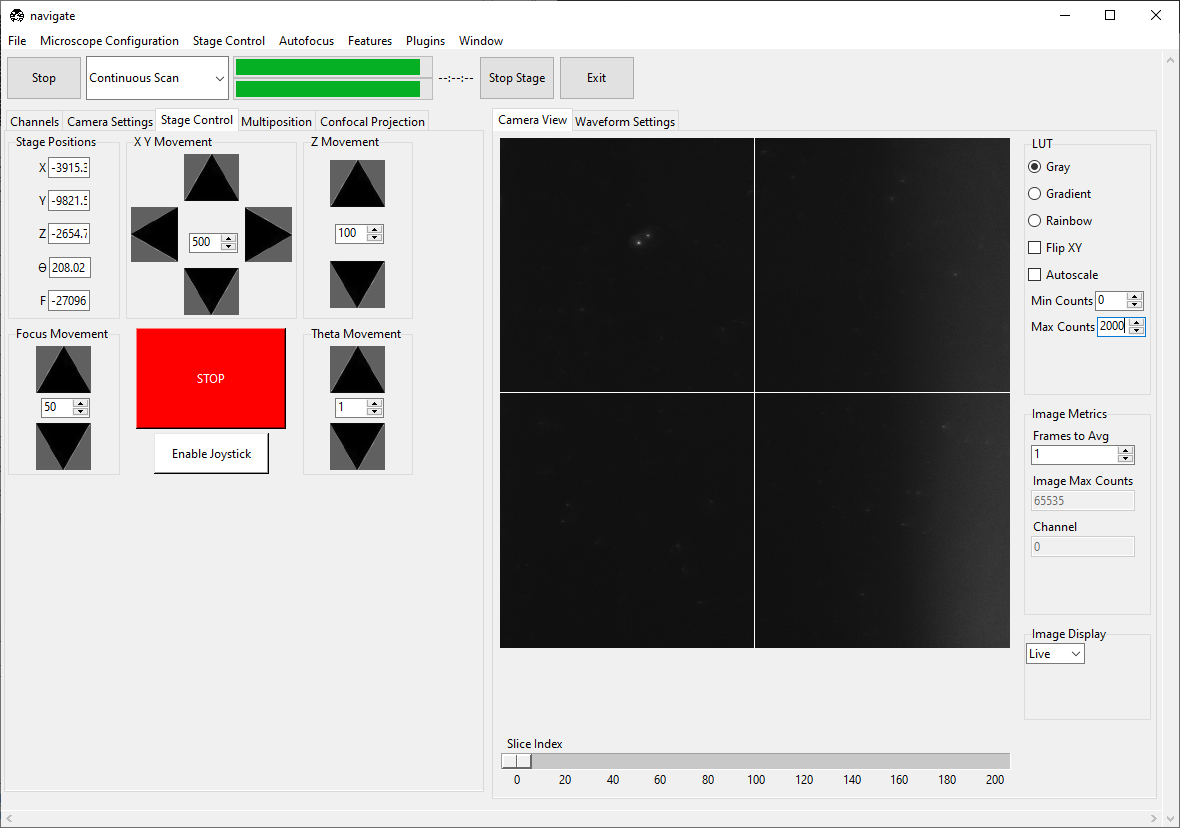 navigate
File Microscope Configuration Stage Control Autofocus Features Plugins Window
Stop Continuous Scan --:--:-- Stop Stage Exit
Channels Camera Settings Stage Control Multiposition Confocal Projection
Stage Positions
X -3915.3
Y -9821.5
Z -2654.7
Θ 208.02
F -27096
X Y Movement
500
Z Movement
100
Focus Movement
50
STOP
Enable Joystick
Theta Movement
1
Camera View Waveform Settings
LUT
Gray
Gradient
Rainbow
Flip XY
Autoscale
Min Counts 0
Max Counts 2000
Image Metrics
Frames to Avg
1
Image Max Counts
65535
Channel
0
Image Display
Live
Slice Index
0 20 40 60 80 100 120 140 160 180 200